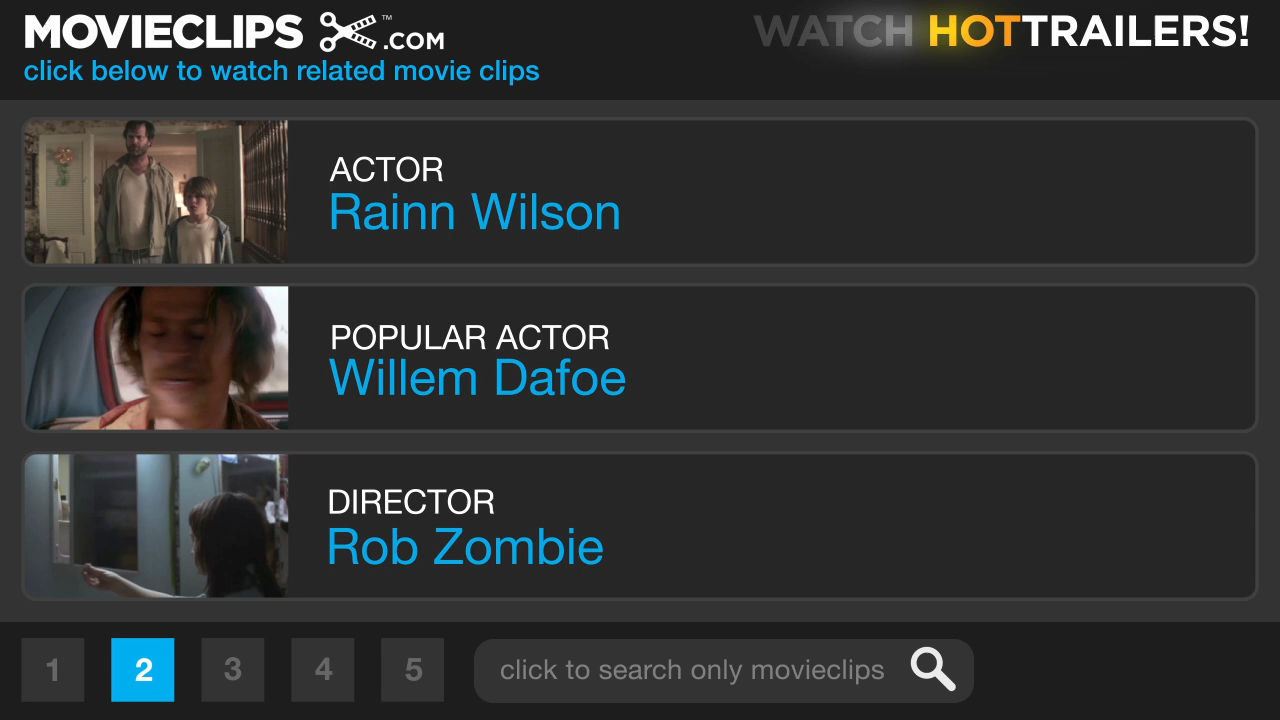 MOVIECLIPS ™ .COM
WATCH HOTTRAILERS!
click below to watch related movie clips
ACTOR
Rainn Wilson
POPULAR ACTOR
Willem Dafoe
DIRECTOR
Rob Zombie
1 2 3 4 5
click to search only movieclips